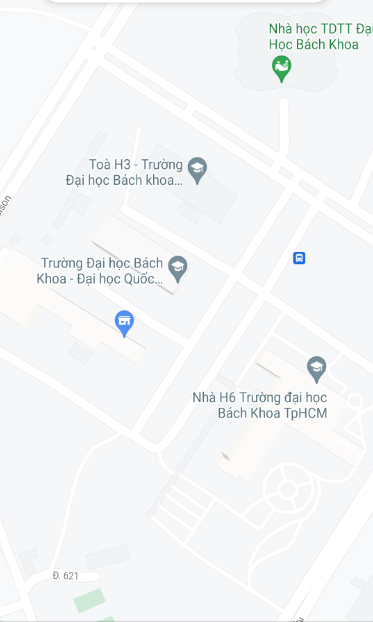 Nhà học TDTT Đại
Học Bách Khoa
Toà H3 - Trường
Đại học Bách khoa...
Trường Đại học Bách
Khoa - Đại học Quốc...
Nhà H6 Trường đại học
Bách Khoa TpHCM
Đ. 621